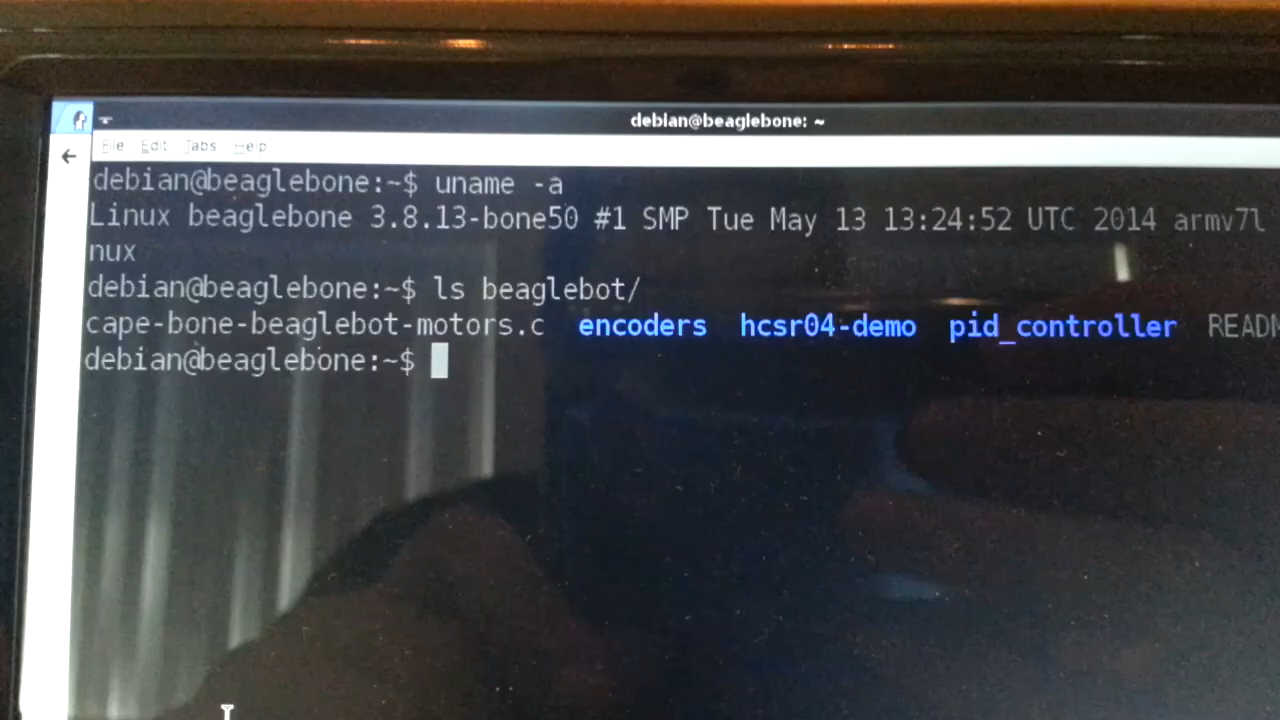 debian@beaglebone: ~
File Edit Tabs Help
debian@beaglebone:~$ uname -a
Linux beaglebone 3.8.13-bone50 #1 SMP Tue May 13 13:24:52 UTC 2014 armv7l
nux
debian@beaglebone:~$ ls beaglebot/
cape-bone-beaglebot-motors.c encoders hcsr04-demo pid_controller
debian@beaglebone:~$